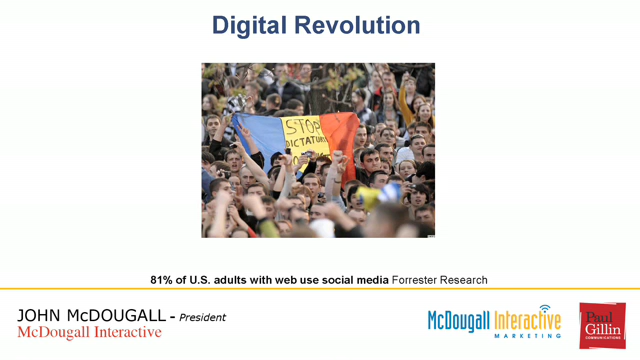 Digital Revolution
STOP
DICTATURII
81% of U.S. adults with web use social media Forrester Research
JOHN McDOUGALL - President
McDougall Interactive
McDougall Interactive
MARKETING
Paul
Gillin
COMMUNICATIONS